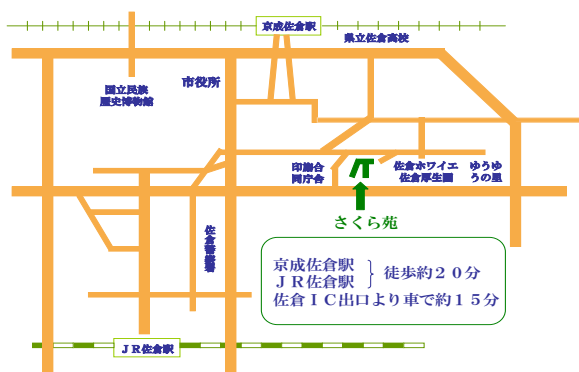 京成佐倉駅
県立佐倉高校
国立民族
歴史博物館
市役所
印旛合
同庁舎
佐倉ホワイエ
佐倉厚生園
ゆうゆ
うの里
さくら苑
佐倉警察署
京成佐倉駅
JR佐倉駅
徒歩約20分
佐倉IC出口より車で約15分
JR佐倉駅